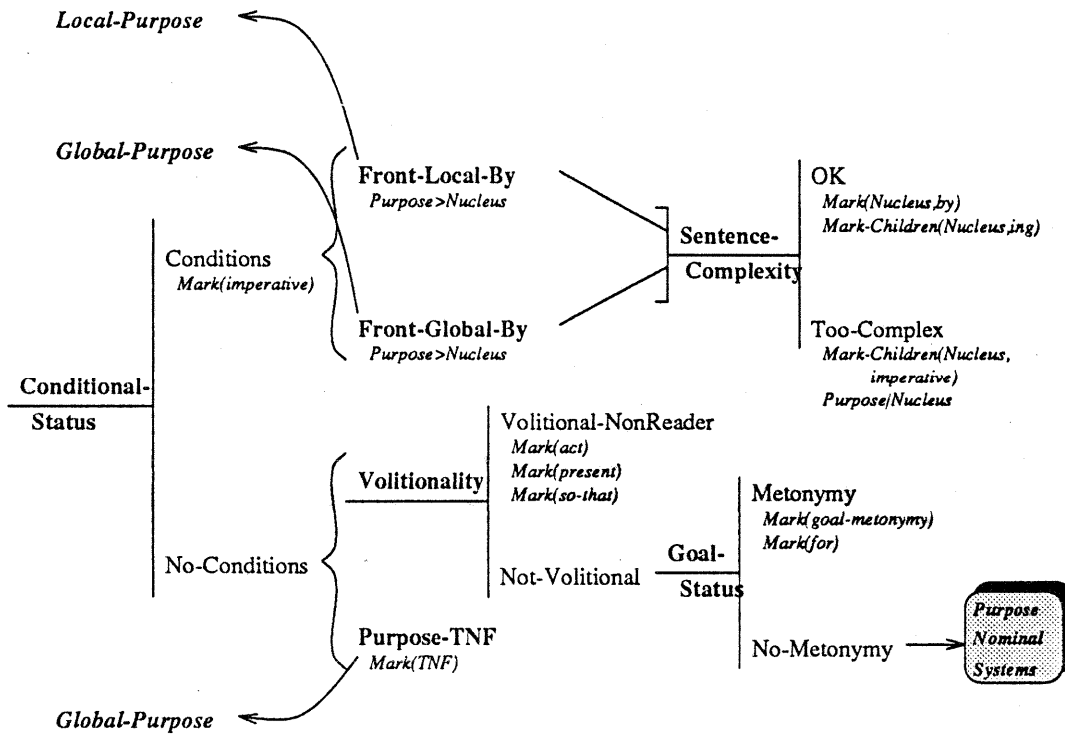 Local-Purpose
Global-Purpose
Front-Local-By
Purpose>Nucleus
OK
Mark(Nucleus,by)
Mark-Children(Nucleus,ing)
Sentence-
Complexity
Conditions
Mark(imperative)
Front-Global-By
Purpose>Nucleus
Too-Complex
Mark-Children(Nucleus,
imperative)
Purpose/Nucleus
Conditional-
Status
Volitional-NonReader
Mark(act)
Mark(present)
Mark(so-that)
Volitionality
Metonymy
Mark(goal-metonymy)
Mark(for)
No-Conditions
Not-Volitional
Goal-
Status
Purpose
Nominal
Systems
Purpose-TNF
Mark(TNF)
No-Metonymy
Global-Purpose